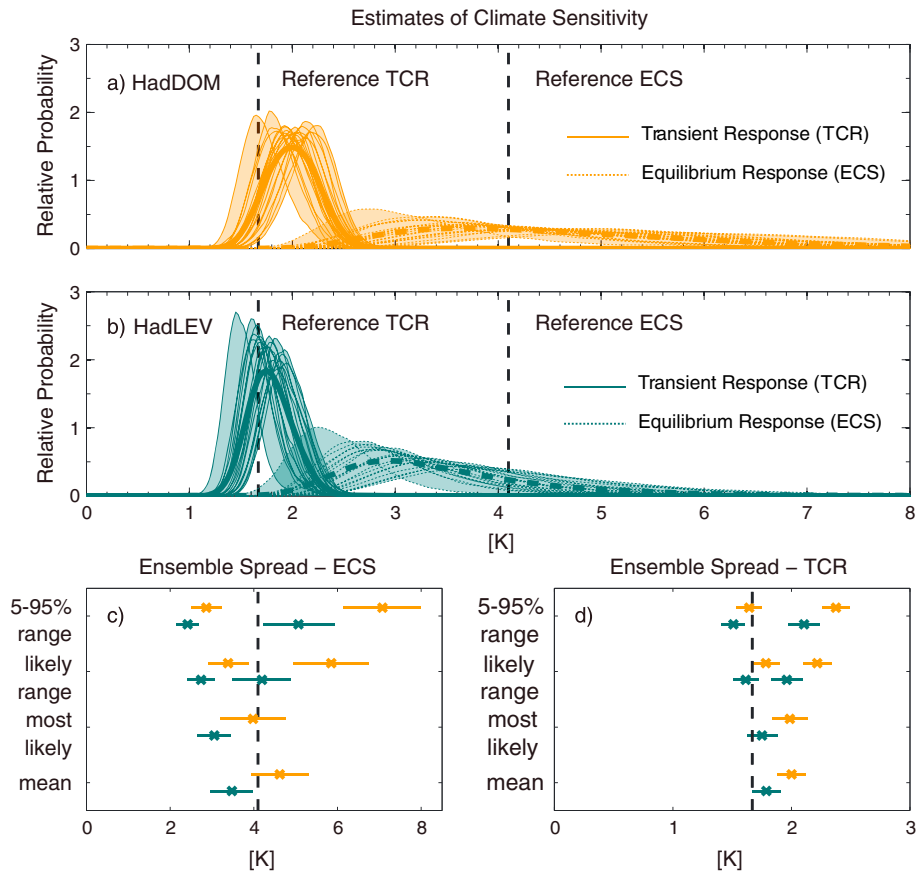 Estimates of Climate Sensitivity
3
2
1
0
Relative Probability
a) HadDOM
Reference TCR
Reference ECS
Transient Response (TCR)
Equilibrium Response (ECS)
3
2
1
0
Relative Probability
b) HadLEV
Reference TCR
Reference ECS
Transient Response (TCR)
Equilibrium Response (ECS)
0 1 2 3 4 5 6 7 8
[K]
Ensemble Spread – ECS
c)
5-95%
range
likely
range
most
likely
mean
0 2 4 6 8
[K]
Ensemble Spread – TCR
d)
5-95%
range
likely
range
most
likely
mean
0 1 2 3
[K]